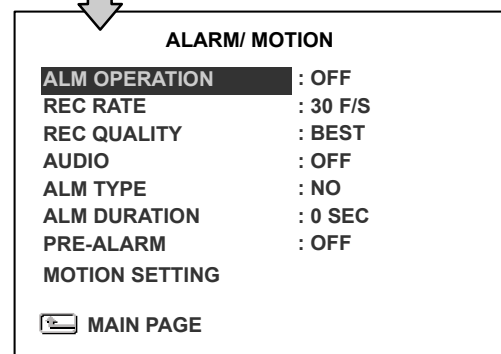 ALARM/ MOTION
ALM OPERATION : OFF
REC RATE : 30 F/S
REC QUALITY : BEST
AUDIO : OFF
ALM TYPE : NO
ALM DURATION : 0 SEC
PRE-ALARM : OFF
MOTION SETTING
MAIN PAGE